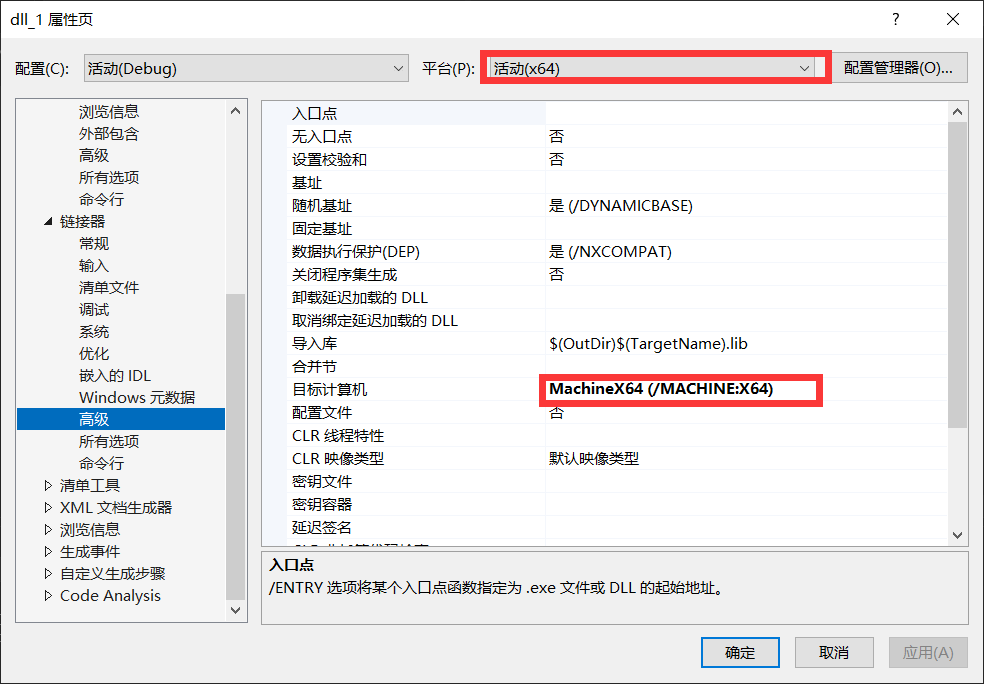 dll_1 属性页
?
配置(C): 活动(Debug) 平台(P): 活动(x64) 配置管理器(O)...
浏览信息
外部包含
高级
所有选项
命令行
链接器
常规
输入
清单文件
调试
系统
优化
嵌入的 IDL
Windows 元数据
高级
所有选项
命令行
清单工具
XML 文档生成器
浏览信息
生成事件
自定义生成步骤
Code Analysis
入口点
无入口点 否
设置校验和 否
基址
随机基址 是 (/DYNAMICBASE)
固定基址
数据执行保护(DEP) 是 (/NXCOMPAT)
关闭程序集生成 否
卸载延迟加载的 DLL
取消绑定延迟加载的 DLL
导入库 $(OutDir)$(TargetName).lib
合并节
目标计算机 MachineX64 (/MACHINE:X64)
配置文件 否
CLR 线程特性
CLR 映像类型 默认映像类型
密钥文件
密钥容器
延迟签名
入口点
/ENTRY 选项将某个入口点函数指定为 .exe 文件或 DLL 的起始地址。
确定 取消 应用(A)